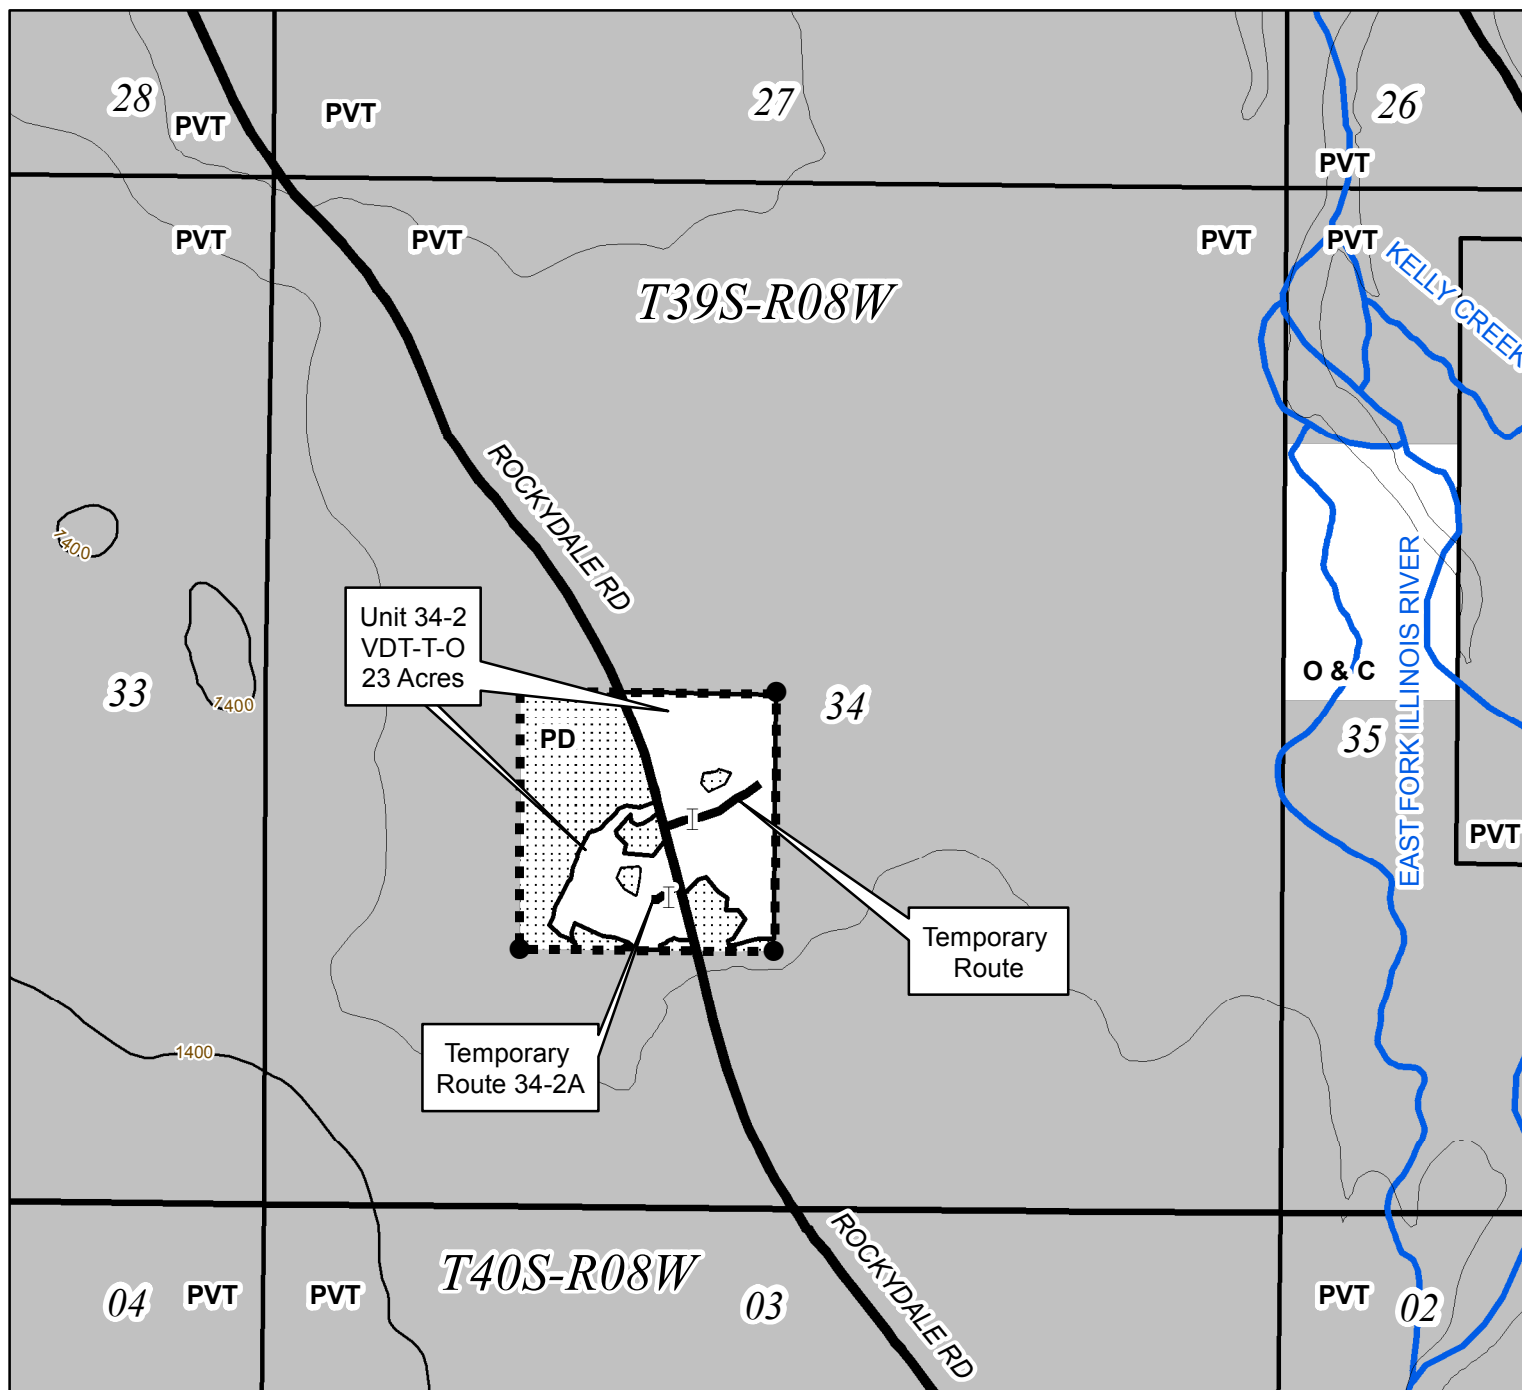 28
PVT
PVT
27
26
PVT
PVT
PVT
PVT
PVT
KELLY CREEK
T39S-R08W
ROCKYDALE RD
1400
Unit 34-2
VDT-T-O
23 Acres
33
1400
34
O & C
EAST FORK ILLINOIS RIVER
35
PD
PVT
I
I
Temporary
Route
Temporary
Route 34-2A
1400
ROCKYDALE RD
T40S-R08W
04
PVT
PVT
03
PVT
02